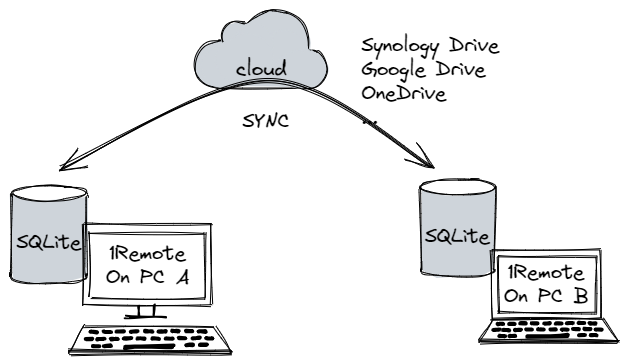 cloud
Synology Drive
Google Drive
OneDrive
SYNC
SQLite
1Remote
On PC A
SQLite
1Remote
On PC B